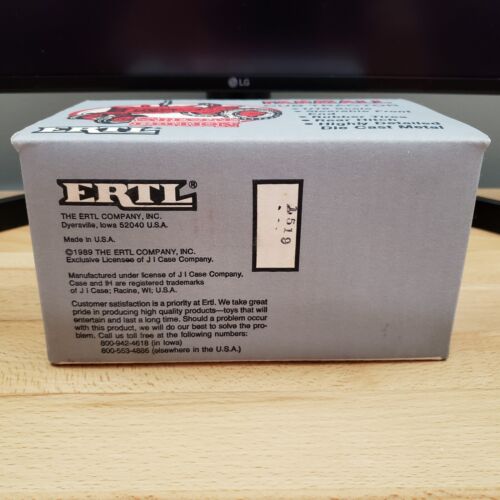 LG
ERTL
Die Cast Metal
ERTL®
THE ERTL COMPANY, INC.
Dyersville, Iowa 52040 U.S.A.
Made in U.S.A.
©1989 THE ERTL COMPANY, INC.
Exclusive Licensee of J I Case Company.
Manufactured under license of J I Case Company.
Case and IH are registered trademarks
of J I Case; Racine, WI; U.S.A.
Customer satisfaction is a priority at Ertl. We take great
pride in producing high quality products—toys that will
entertain and last a long time. Should a problem occur
with this product, we will do our best to solve the pro-
blem. Call us toll free at the following numbers:
800-942-4618 (in Iowa)
800-553-4886 (elsewhere in the U.S.A.)
1519